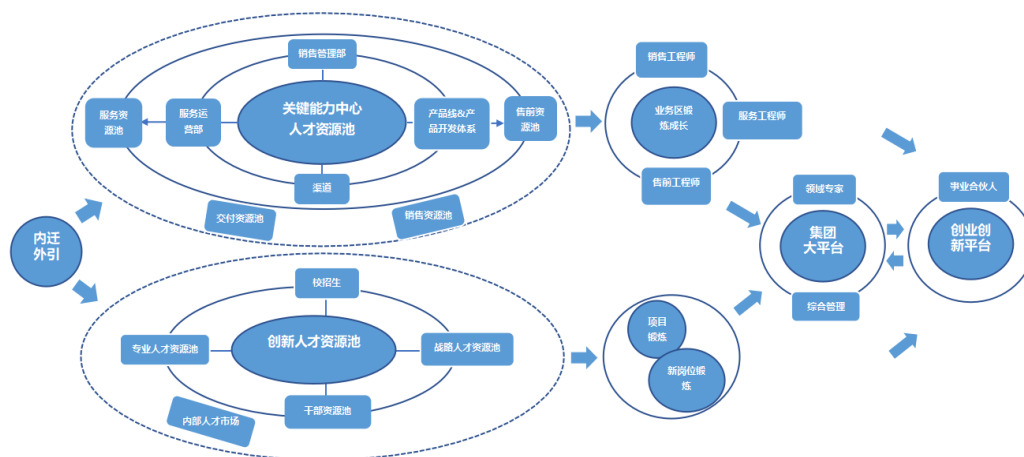 内迁
外引
销售管理部
服务资
源池
服务运
营部
关键能力中心
人才资源池
产品线&产
品开发体系
售前资
源池
渠道
交付资源池
销售资源池
校招生
专业人才资源池
创新人才资源池
战略人才资源池
干部资源池
内部人才市场
销售工程师
业务区锻
炼成长
服务工程师
售前工程师
项目
锻炼
新岗位锻
炼
领域专家
集团
大平台
综合管理
事业合伙人
创业创
新平台